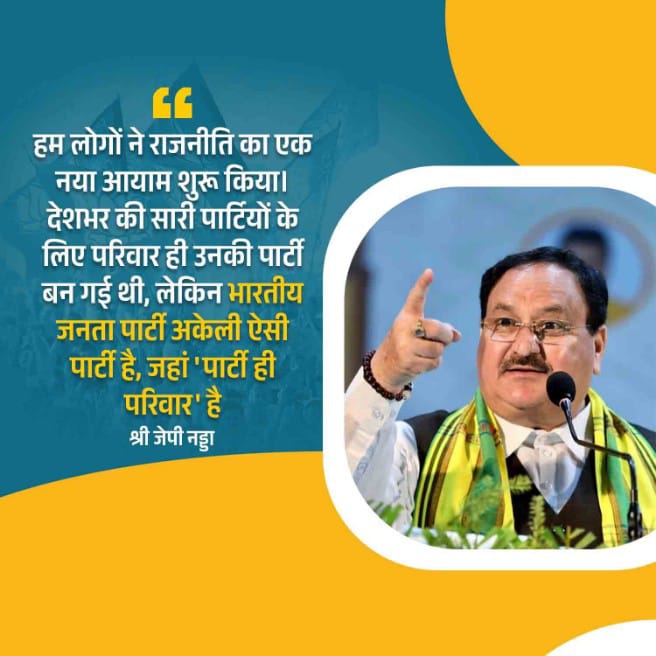 हम लोगों ने राजनीति का एक
नया आयाम शुरू किया।
देशभर की सारी पार्टियों के
लिए परिवार ही उनकी पार्टी
बन गई थी, लेकिन भारतीय
जनता पार्टी अकेली ऐसी
पार्टी है, जहां 'पार्टी ही
परिवार' है
श्री जेपी नड्डा